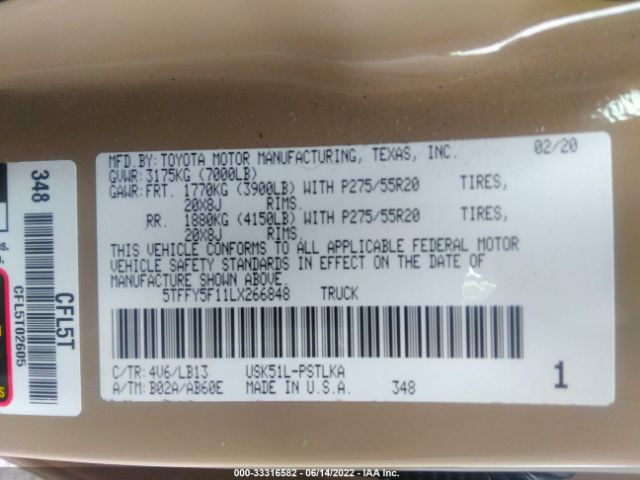 MFD.BY:TOYOTA MOTOR MANUFACTURING, TEXAS, INC. 02/20
GVWR:3175KG (7000LB)
GAWR:FRT. 1770KG (3900LB) WITH P275/55R20 TIRES,
20X8J RIMS.
RR. 1880KG (4150LB) WITH P275/55R20 TIRES,
20X8J RIMS.
THIS VEHICLE CONFORMS TO ALL APPLICABLE FEDERAL MOTOR
VEHICLE SAFETY STANDARDS IN EFFECT ON THE DATE OF
MANUFACTURE SHOWN ABOVE.
5TFFY5F11LX266848 TRUCK
C/TR:4V6/LB13 USK51L-PSTLKA
A/TM:B02A/AB60E MADE IN U.S.A. 348
1
348
CFL5T
CFL5T02605
000-33316582 - 06/14/2022 - IAA Inc.